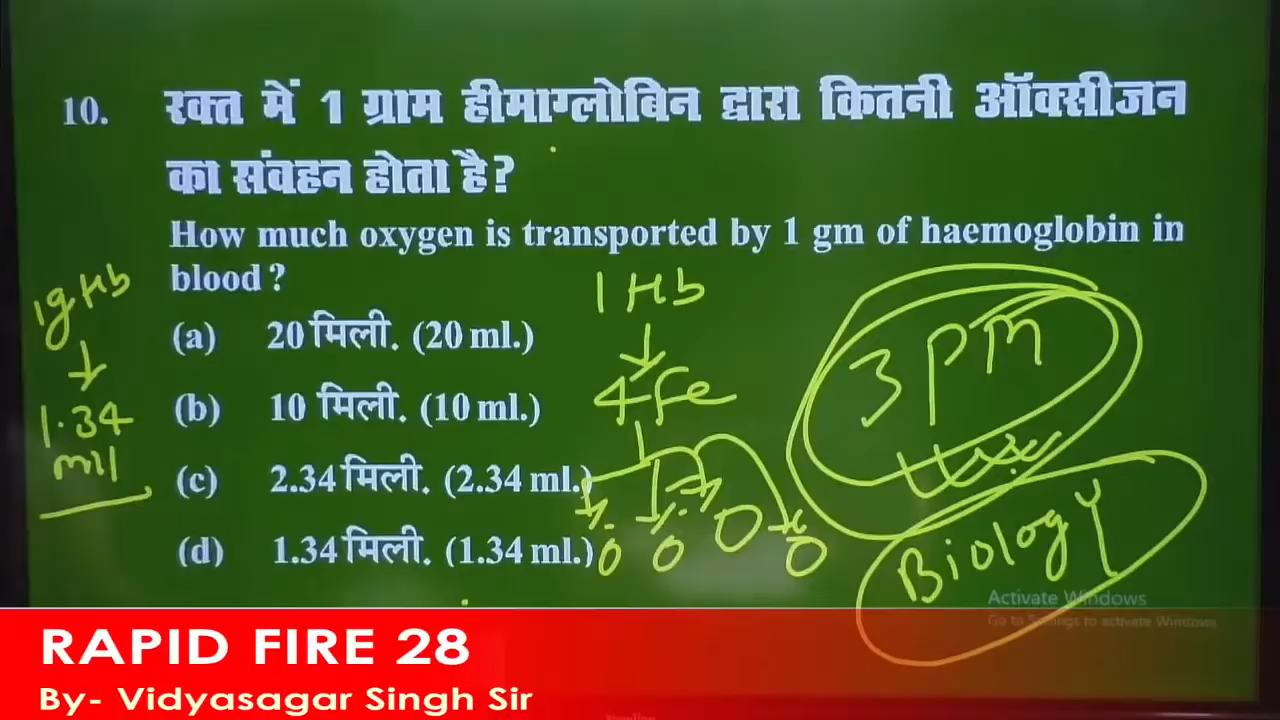 10. रक्त में 1 ग्राम हीमाग्लोबिन द्वारा कितनी ऑक्सीजन
का संवहन होता है?
How much oxygen is transported by 1 gm of haemoglobin in
blood?
(a) 20 मिली. (20 ml.)
(b) 10 मिली. (10 ml.)
(c) 2.34 मिली. (2.34 ml.)
(d) 1.34 मिली. (1.34 ml.)
1g Hb
1.34
mil
1 Hb
4 Fe
O O O O
3 PM
Biology
Activate Windows
Go to Settings to activate Windows
RAPID FIRE 28
By- Vidyasagar Singh Sir